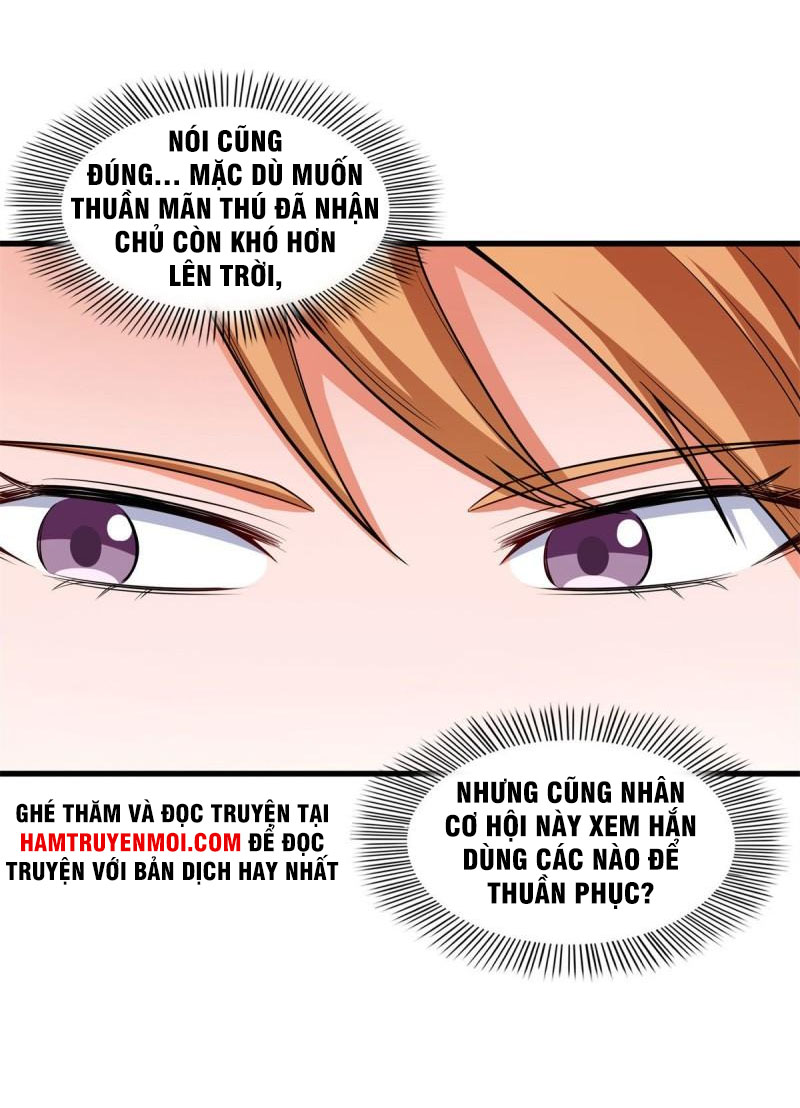 NÓI CŨNG
ĐÚNG... MẶC DÙ MUỐN
THUẦN MÃN THÚ ĐÃ NHẬN
CHỦ CÒN KHÓ HƠN
LÊN TRỜI,
NHƯNG CŨNG NHÂN
CƠ HỘI NÀY XEM HẮN
DÙNG CÁC NÀO ĐỂ
THUẦN PHỤC?
GHÉ THĂM VÀ ĐỌC TRUYỆN TẠI
HAMTRUYENMOI.COM ĐỂ ĐỌC
TRUYỆN VỚI BẢN DỊCH HAY NHẤT